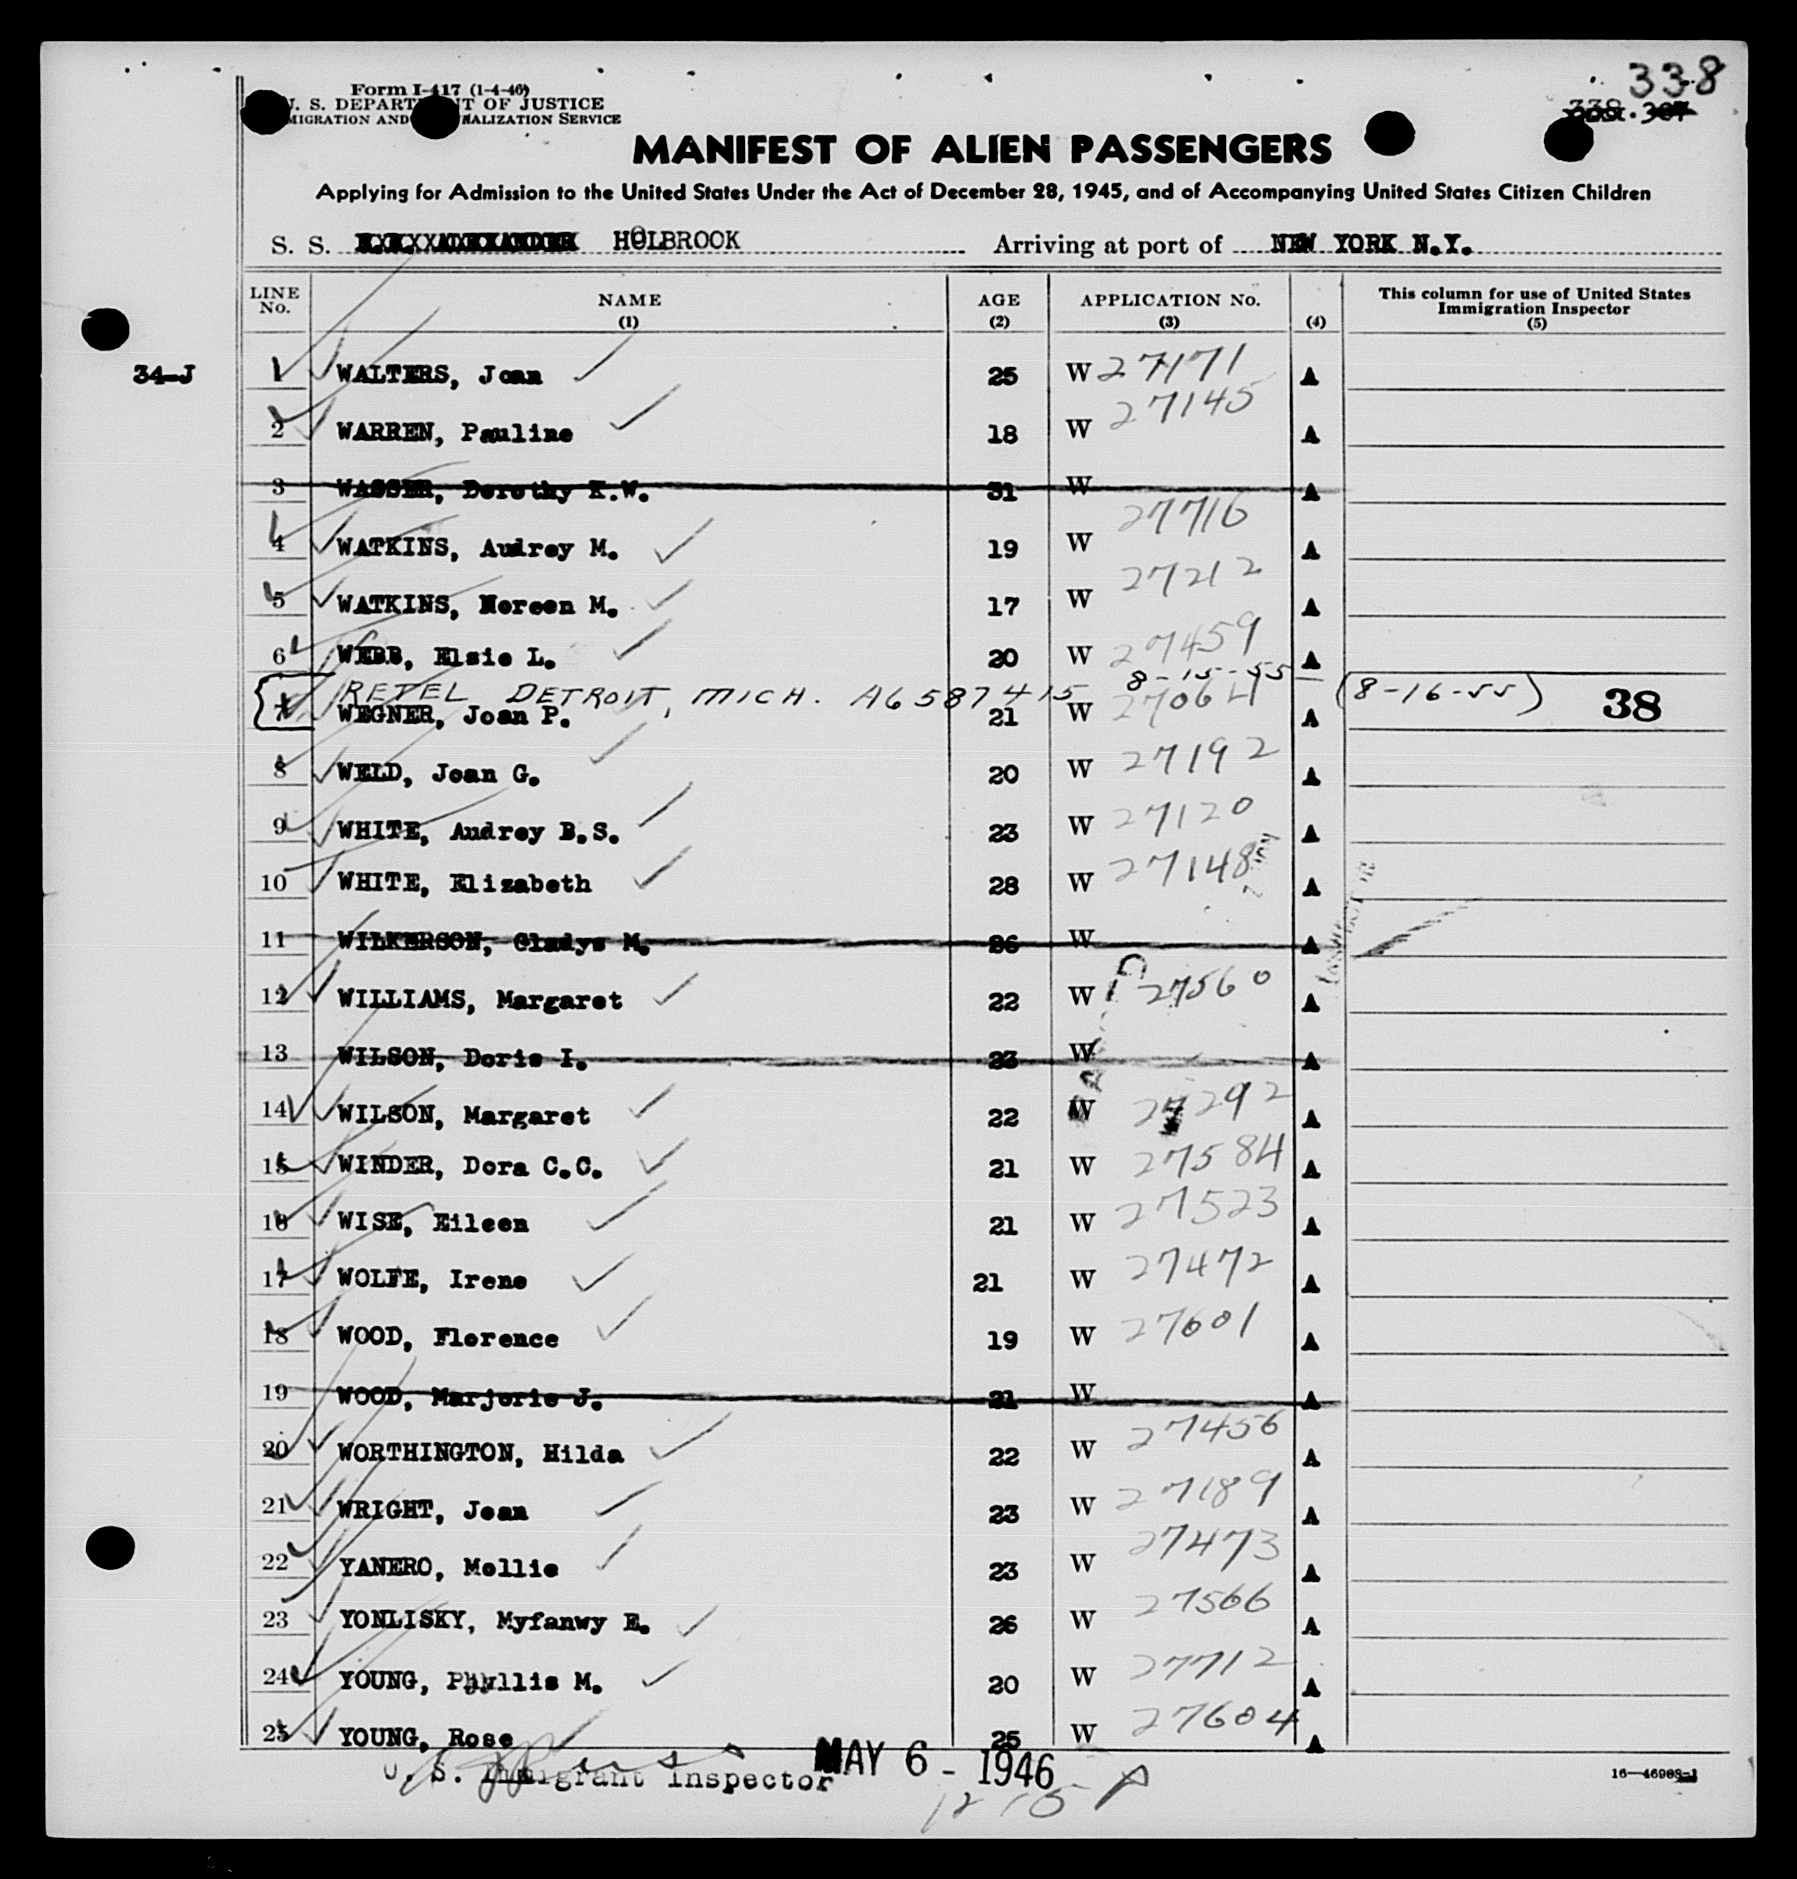 338
Form I-417 (1-4-46)
U. S. DEPARTMENT OF JUSTICE
IMMIGRATION AND NATURALIZATION SERVICE
MANIFEST OF ALIEN PASSENGERS
Applying for Admission to the United States Under the Act of December 28, 1945, and of Accompanying United States Citizen Children
S. S. HOLBROOK Arriving at port of NEW YORK N.Y.
LINE No. NAME (1) AGE (2) APPLICATION No. (3) (4) This column for use of United States Immigration Inspector (5)
34-J 1 WALTERS, Joan 25 W 27171 A
2 WARREN, Pauline 18 W 27145 A
3 WASSER, Dorothy K.W. 31 W A
4 WATKINS, Audrey M. 19 W 27716 A
5 WATKINS, Noreen M. 17 W 27212 A
6 WEBB, Elsie L. 20 W 27459 A
RETEL DETROIT, MICH. A6587415 8-15-55 (8-16-55) 38
7 WEGNER, Joan P. 21 W 27064 A
8 WELD, Joan G. 20 W 27192 A
9 WHITE, Audrey B.S. 23 W 27120 A
10 WHITE, Elizabeth 28 W 27148 A
11 WILKERSON, Gladys M. 26 W A
12 WILLIAMS, Margaret 22 W 27560 A
13 WILSON, Doris I. 23 W A
14 WILSON, Margaret 22 W 27292 A
15 WINDER, Dora C.C. 21 W 27584 A
16 WISE, Eileen 21 W 27523 A
17 WOLFE, Irene 21 W 27472 A
18 WOOD, Florence 19 W 27601 A
19 WOOD, Marjorie J. 21 W A
20 WORTHINGTON, Hilda 22 W 27456 A
21 WRIGHT, Jean 23 W 27189 A
22 YANERO, Mollie 23 W 27473 A
23 YONLISKY, Myfanwy E. 26 W 27566 A
24 YOUNG, Phyllis M. 20 W 27712 A
25 YOUNG, Rose 25 W 27604 A
U. S. Immigrant Inspector MAY 6 - 1946
16—46908-1